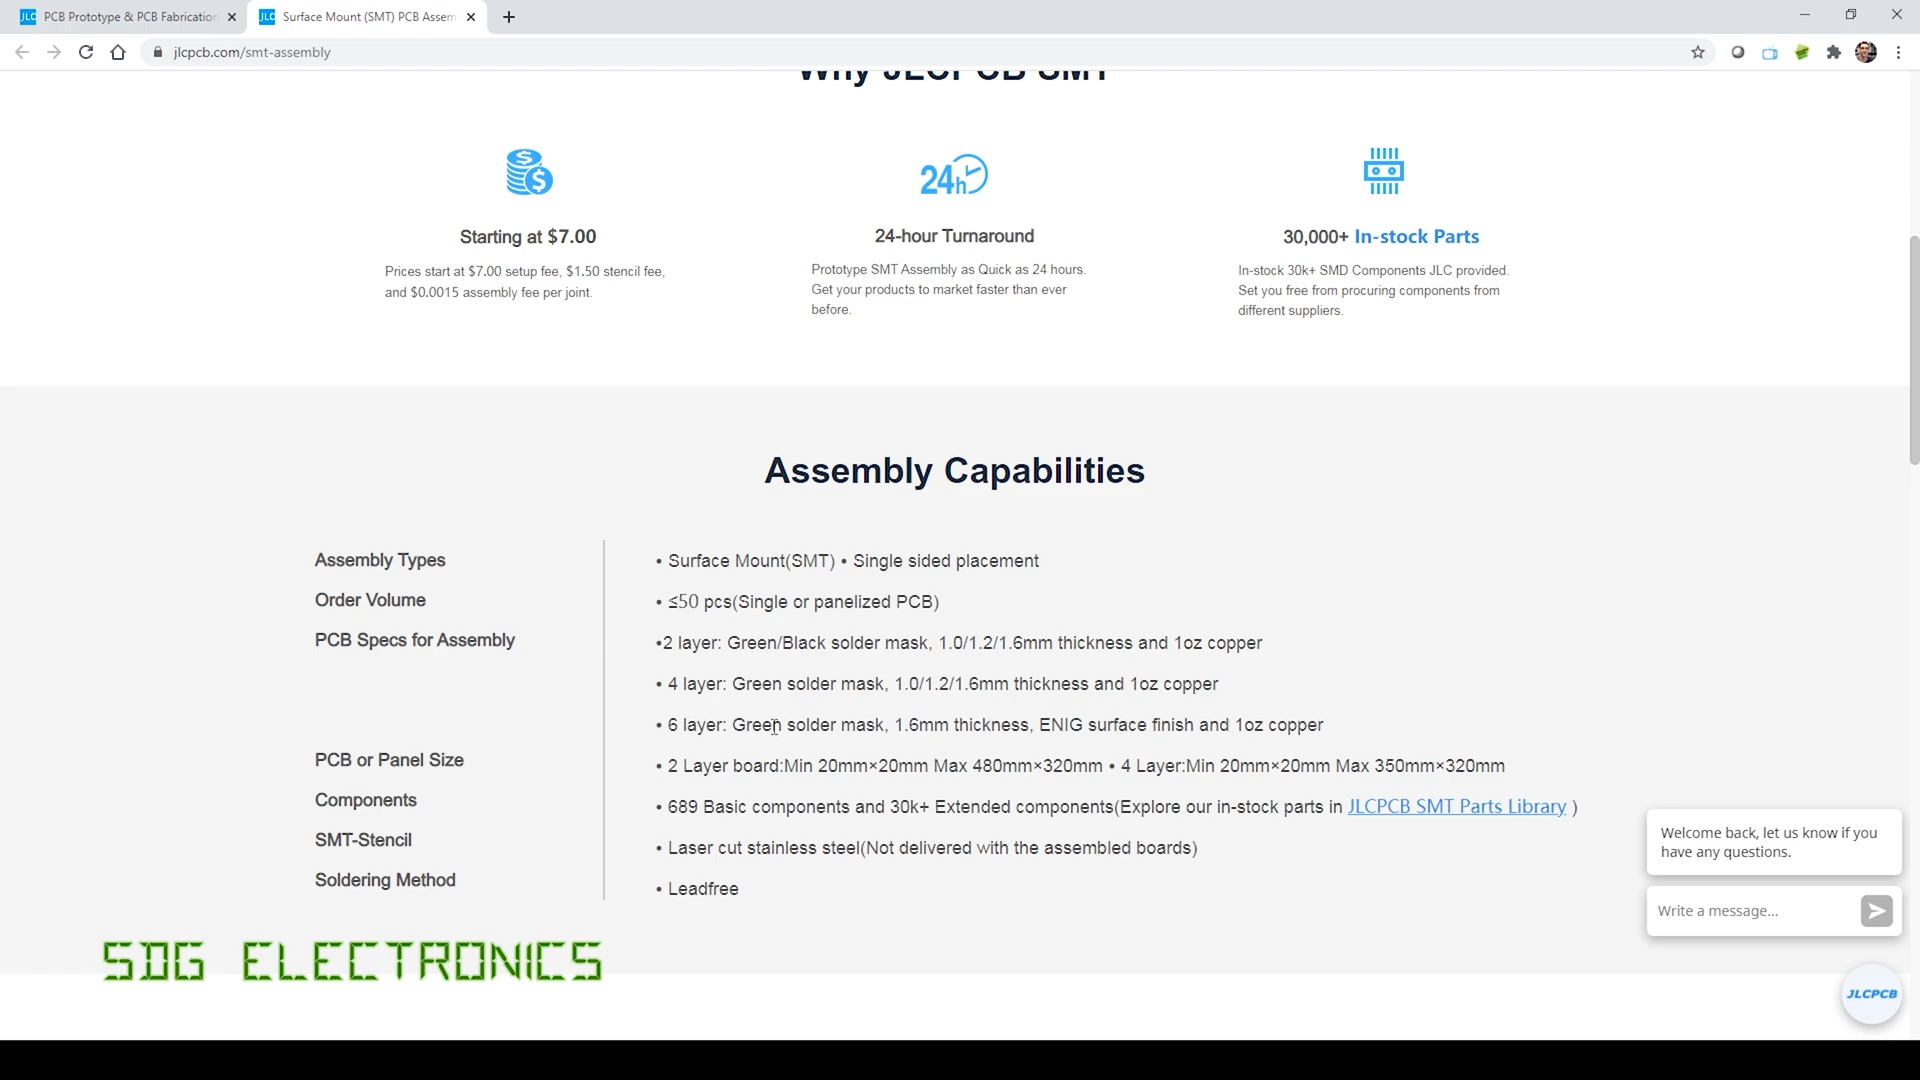 JLC PCB Prototype & PCB Fabrication
JLC Surface Mount (SMT) PCB Assem
jlcpcb.com/smt-assembly
Why JLCPCB SMT
24h
Starting at $7.00
Prices start at $7.00 setup fee, $1.50 stencil fee,
and $0.0015 assembly fee per joint.
24-hour Turnaround
Prototype SMT Assembly as Quick as 24 hours.
Get your products to market faster than ever
before.
30,000+ In-stock Parts
In-stock 30k+ SMD Components JLC provided.
Set you free from procuring components from
different suppliers.
Assembly Capabilities
Assembly Types
• Surface Mount(SMT) • Single sided placement
Order Volume
• ≤50 pcs(Single or panelized PCB)
PCB Specs for Assembly
•2 layer: Green/Black solder mask, 1.0/1.2/1.6mm thickness and 1oz copper
• 4 layer: Green solder mask, 1.0/1.2/1.6mm thickness and 1oz copper
• 6 layer: Green solder mask, 1.6mm thickness, ENIG surface finish and 1oz copper
PCB or Panel Size
• 2 Layer board:Min 20mm×20mm Max 480mm×320mm • 4 Layer:Min 20mm×20mm Max 350mm×320mm
Components
• 689 Basic components and 30k+ Extended components(Explore our in-stock parts in JLCPCB SMT Parts Library )
SMT-Stencil
• Laser cut stainless steel(Not delivered with the assembled boards)
Soldering Method
• Leadfree
Welcome back, let us know if you
have any questions.
Write a message...
JLCPCB
SDG ELECTRONICS